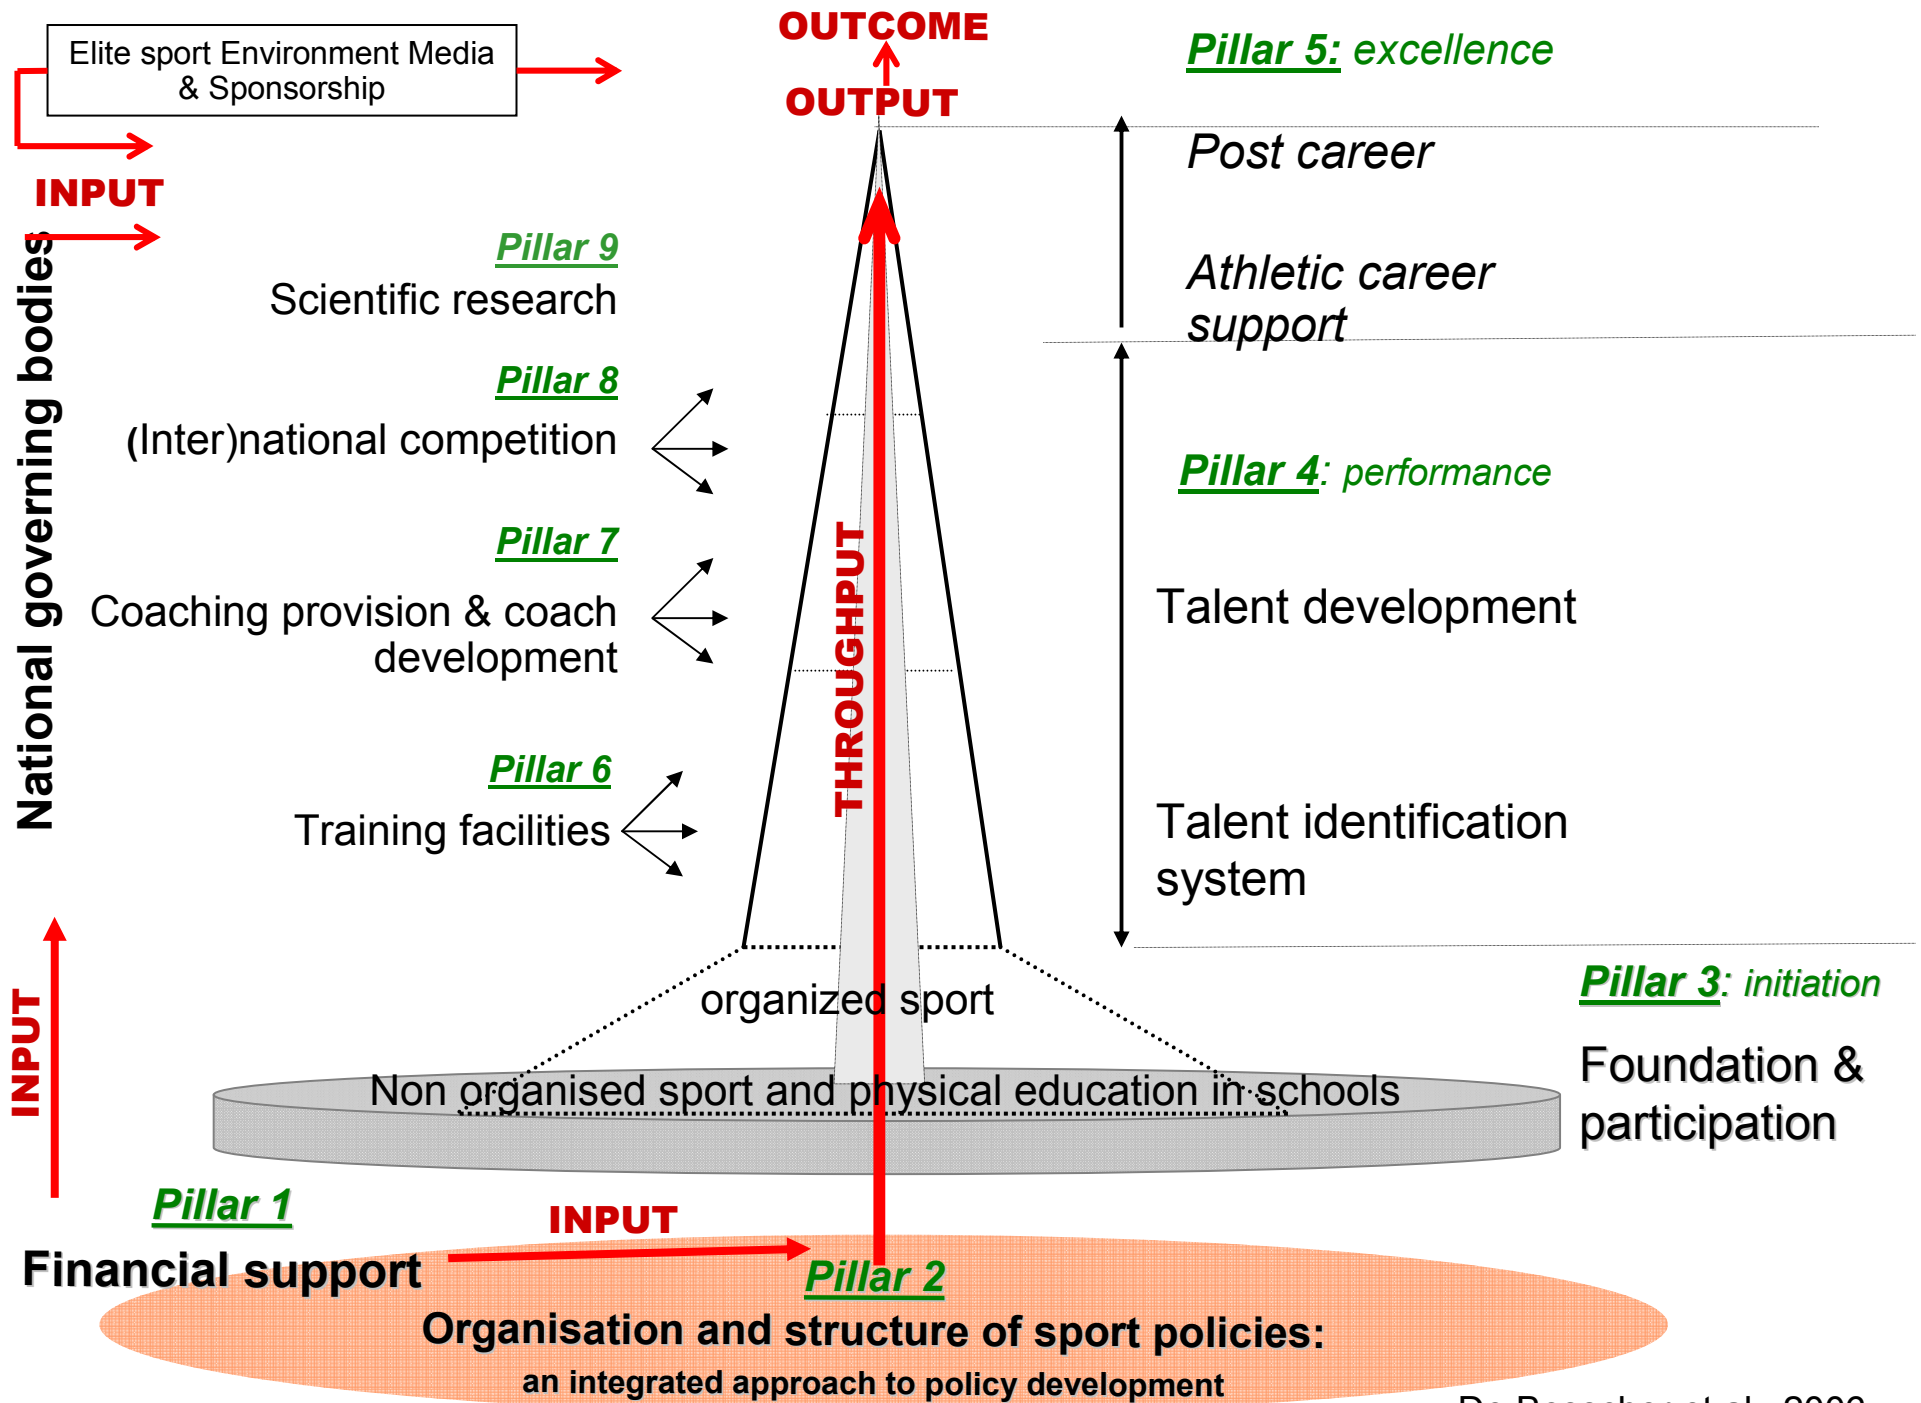 Elite sport Environment Media
& Sponsorship
OUTCOME
OUTPUT
Pillar 5: excellence
Post career
Athletic career
support
INPUT
National governing bodies
Pillar 9
Scientific research
Pillar 8
(Inter)national competition
Pillar 7
Coaching provision & coach
development
Pillar 6
Training facilities
THROUGHPUT
Pillar 4: performance
Talent development
Talent identification
system
organized sport
Non organised sport and physical education in schools
Pillar 3: initiation
Foundation &
participation
INPUT
Pillar 1
Financial support
INPUT
Pillar 2
Organisation and structure of sport policies:
an integrated approach to policy development